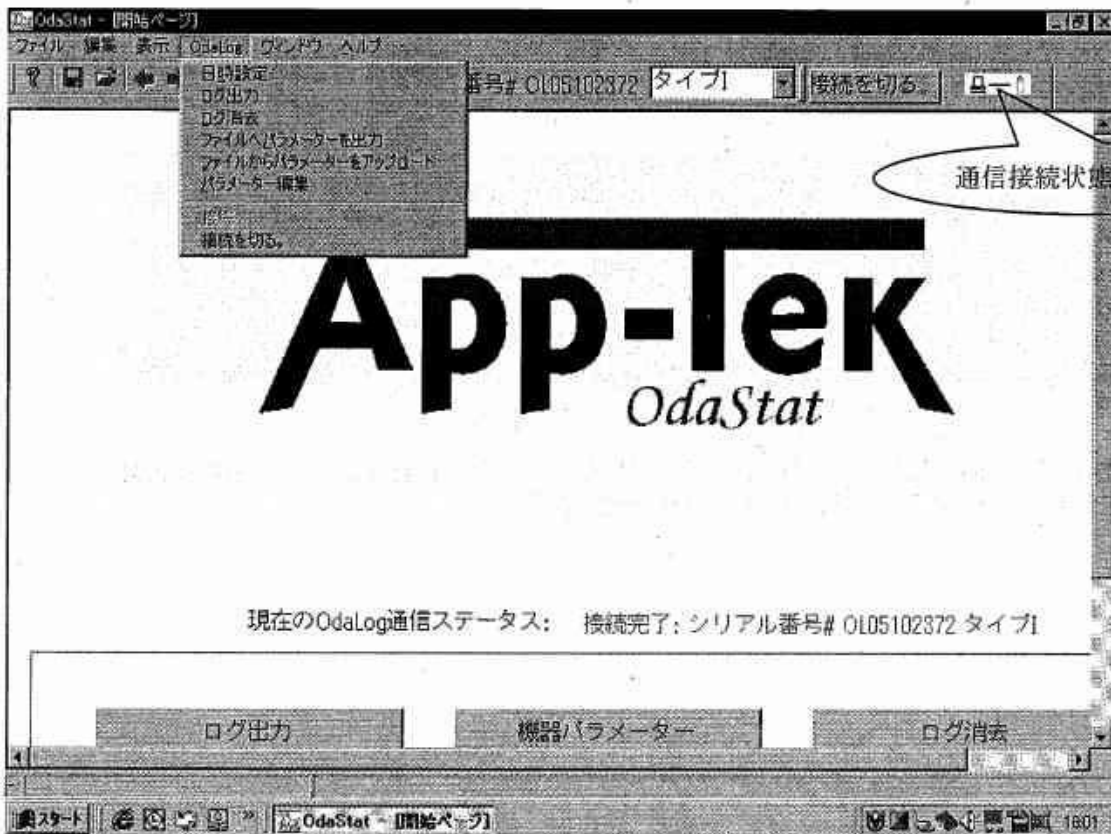 OdaStat - [開始ページ]
ファイル 編集 表示 OdaLog ウィンドウ ヘルプ
番号# OL05102372 タイプI 接続を切る。
日時設定
ログ出力
ログ消去
ファイルへパラメーターを出力
ファイルからパラメーターをアップロード
パラメーター編集
接続を切る。
通信接続状態
App-Tek
OdaStat
現在のOdaLog通信ステータス: 接続完了: シリアル番号# OL05102372 タイプI
ログ出力 機器パラメーター ログ消去
スタート OdaStat - [開始ページ] 18:01